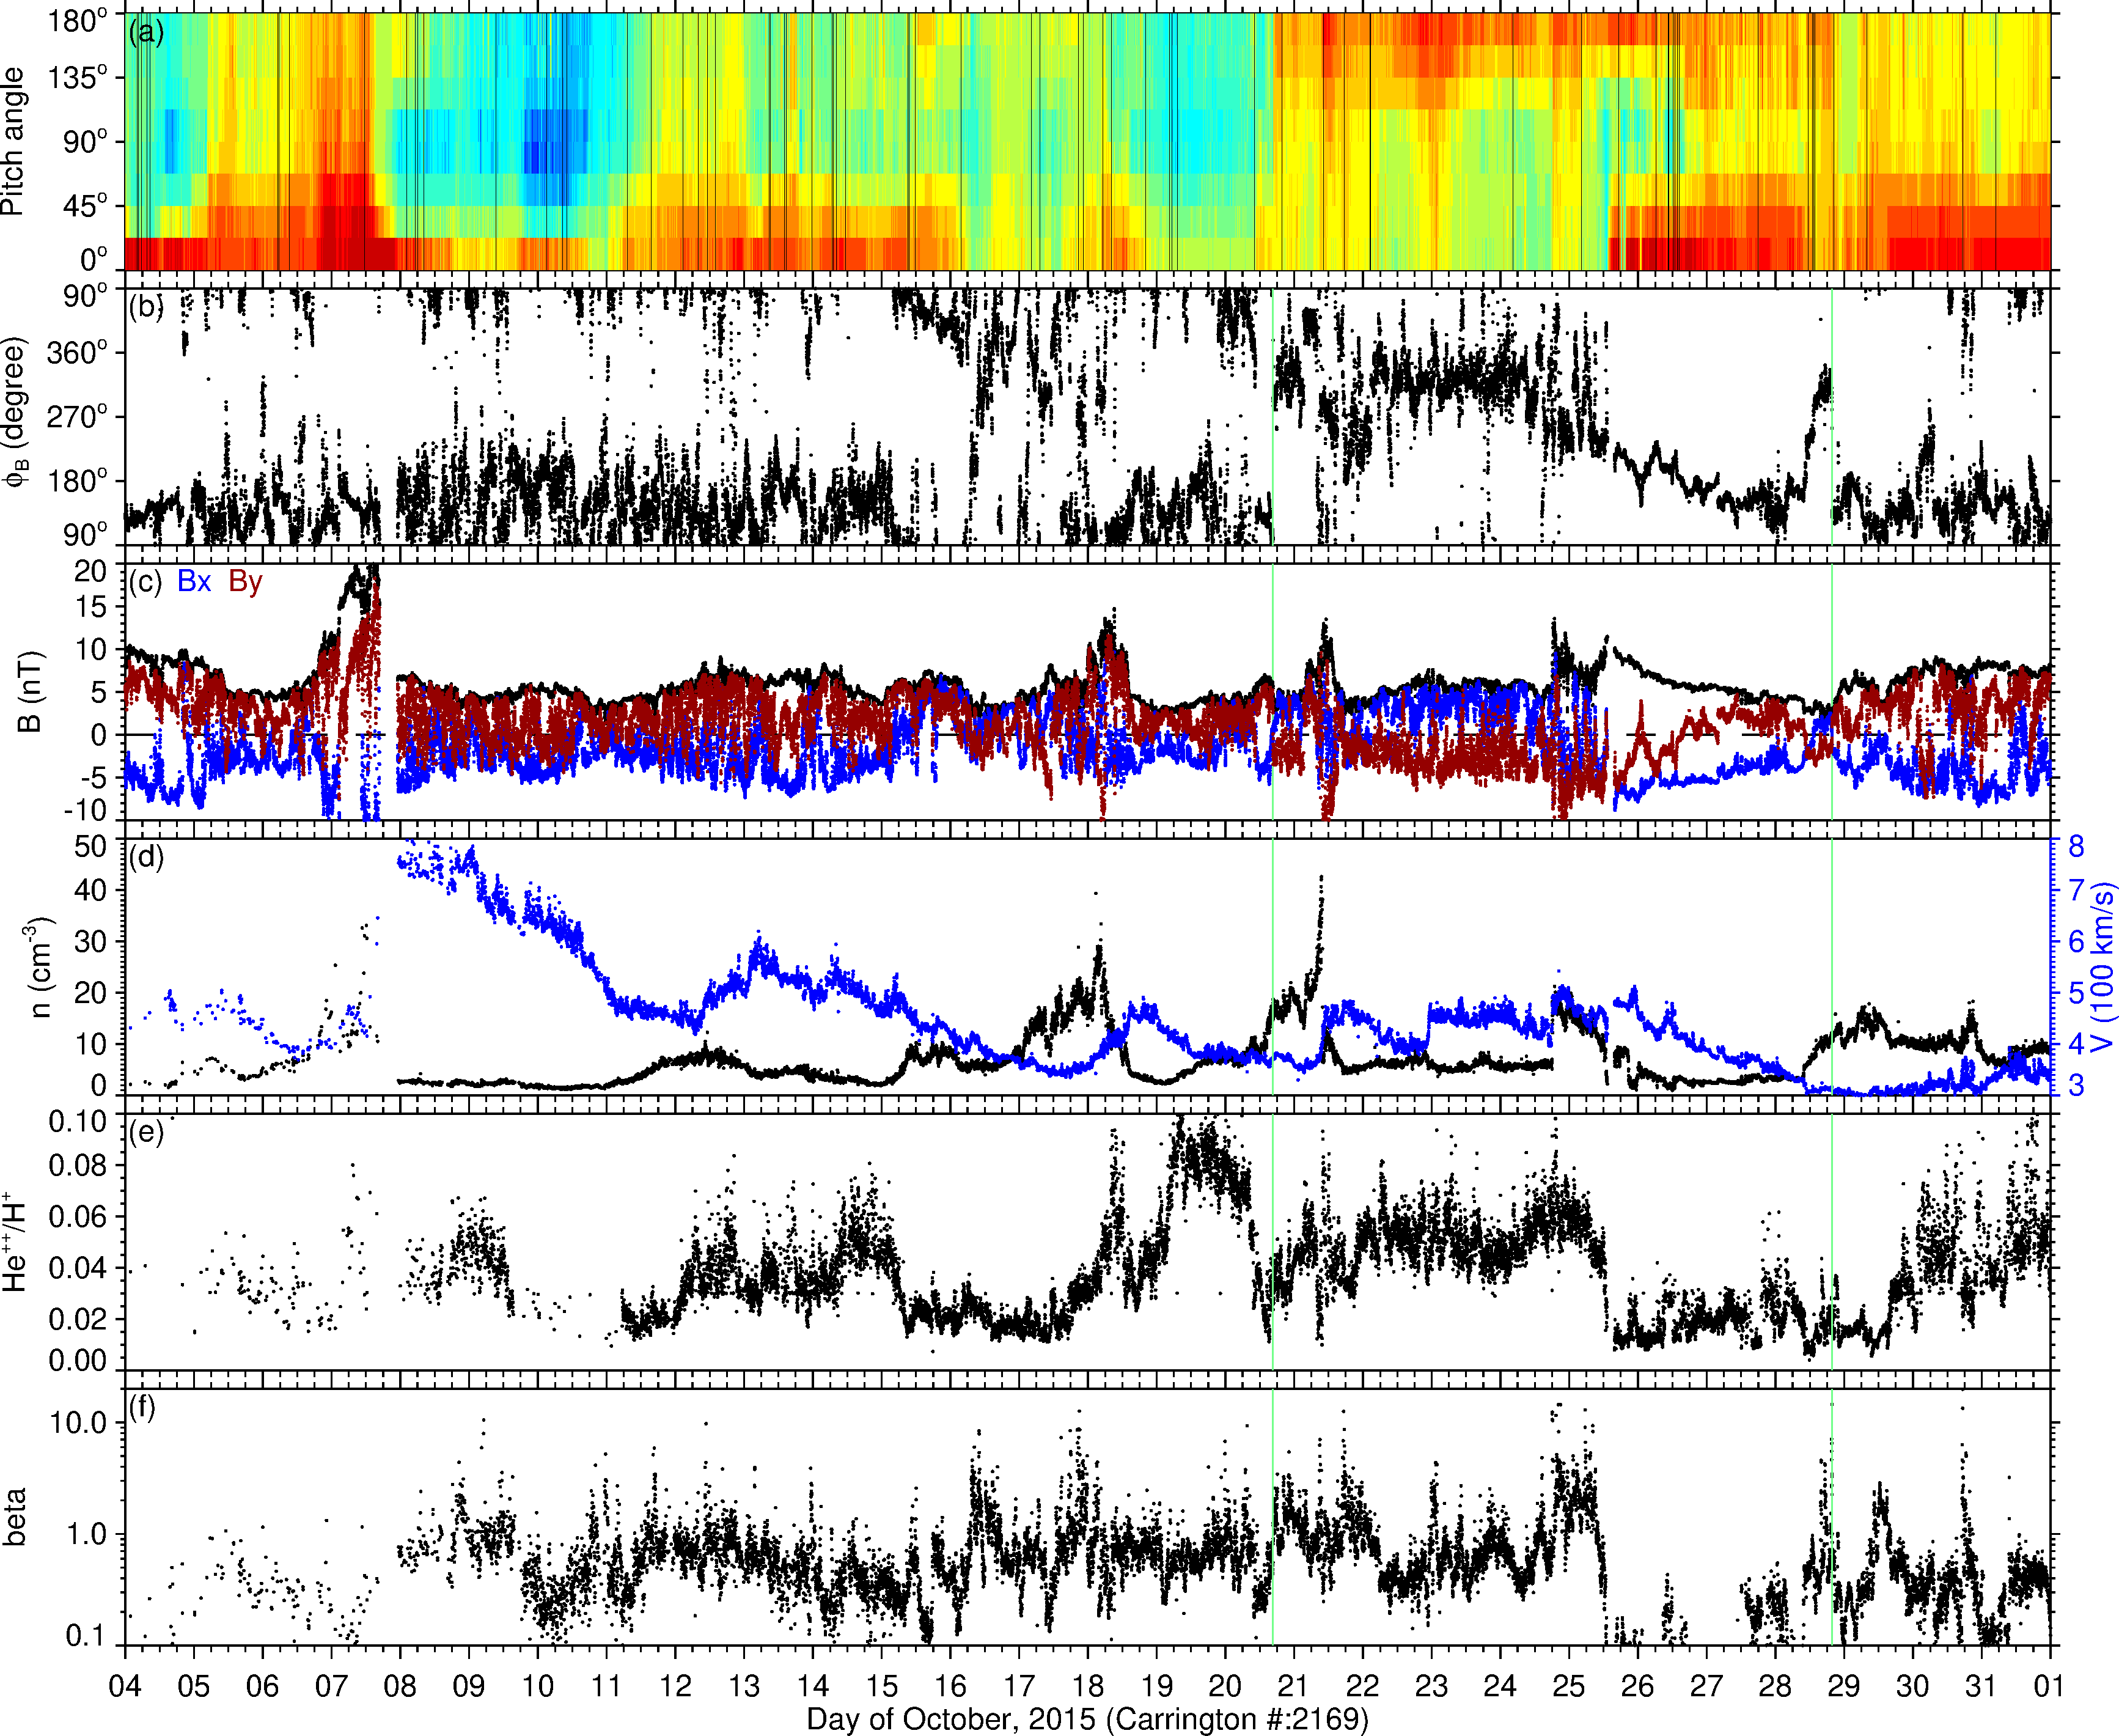 (a)
180°
135°
90°
45°
0°
Pitch angle
(b)
90°
360°
270°
180°
90°
ϕB (degree)
(c) Bx By
20
15
10
5
0
-5
-10
B (nT)
(d)
50
40
30
20
10
0
n (cm-3)
8
7
6
5
4
3
V (100 km/s)
(e)
0.10
0.08
0.06
0.04
0.02
0.00
He++/H+
(f)
10.0
1.0
0.1
beta
04 05 06 07 08 09 10 11 12 13 14 15 16 17 18 19 20 21 22 23 24 25 26 27 28 29 30 31 01
Day of October, 2015 (Carrington #:2169)